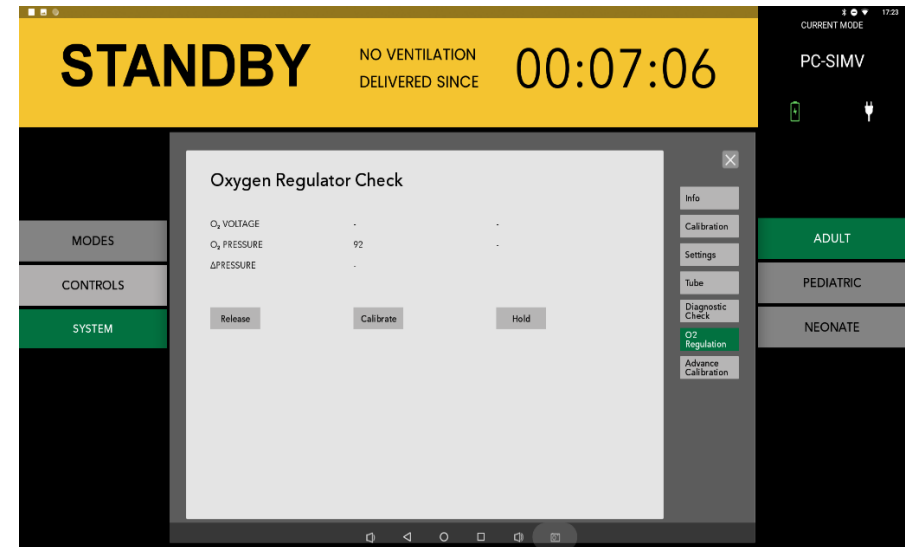 17:23
CURRENT MODE
STANDBY
NO VENTILATION
DELIVERED SINCE
00:07:06
PC-SIMV
Oxygen Regulator Check
O₂ VOLTAGE - -
O₂ PRESSURE 92 -
ΔPRESSURE -
Release Calibrate Hold
MODES
CONTROLS
SYSTEM
Info
Calibration
Settings
Tube
Diagnostic
Check
O2
Regulation
Advance
Calibration
ADULT
PEDIATRIC
NEONATE